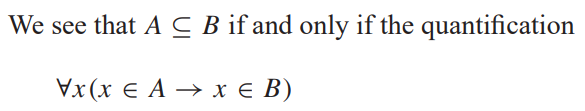 We see that A ⊆ B if and only if the quantification
∀x(x ∈ A → x ∈ B)